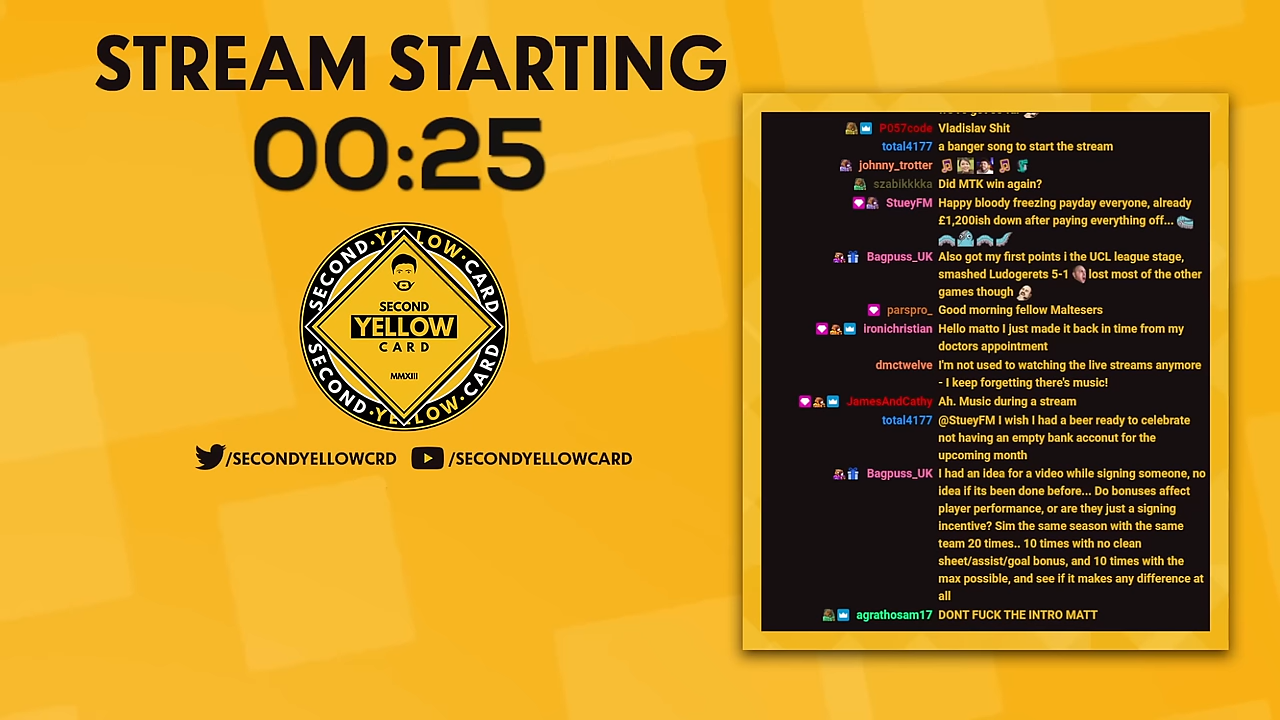 STREAM STARTING
00:25
SECOND·YELLOW·CARD
SECOND
YELLOW
CARD
MMXIII
SECOND·YELLOW·CARD
/SECONDYELLOWCRD /SECONDYELLOWCARD
P057code Vladislav Shit
total4177 a banger song to start the stream
johnny_trotter
szabikkkka Did MTK win again?
StueyFM Happy bloody freezing payday everyone, already
£1,200ish down after paying everything off...
Bagpuss_UK Also got my first points i the UCL league stage,
smashed Ludogerets 5-1 lost most of the other
games though
parspro_ Good morning fellow Maltesers
ironichristian Hello matto I just made it back in time from my
doctors appointment
dmctwelve I'm not used to watching the live streams anymore
- I keep forgetting there's music!
JamesAndCathy Ah. Music during a stream
total4177 @StueyFM I wish I had a beer ready to celebrate
not having an empty bank acconut for the
upcoming month
Bagpuss_UK I had an idea for a video while signing someone, no
idea if its been done before... Do bonuses affect
player performance, or are they just a signing
incentive? Sim the same season with the same
team 20 times.. 10 times with no clean
sheet/assist/goal bonus, and 10 times with the
max possible, and see if it makes any difference at
all
agrathosam17 DONT FUCK THE INTRO MATT